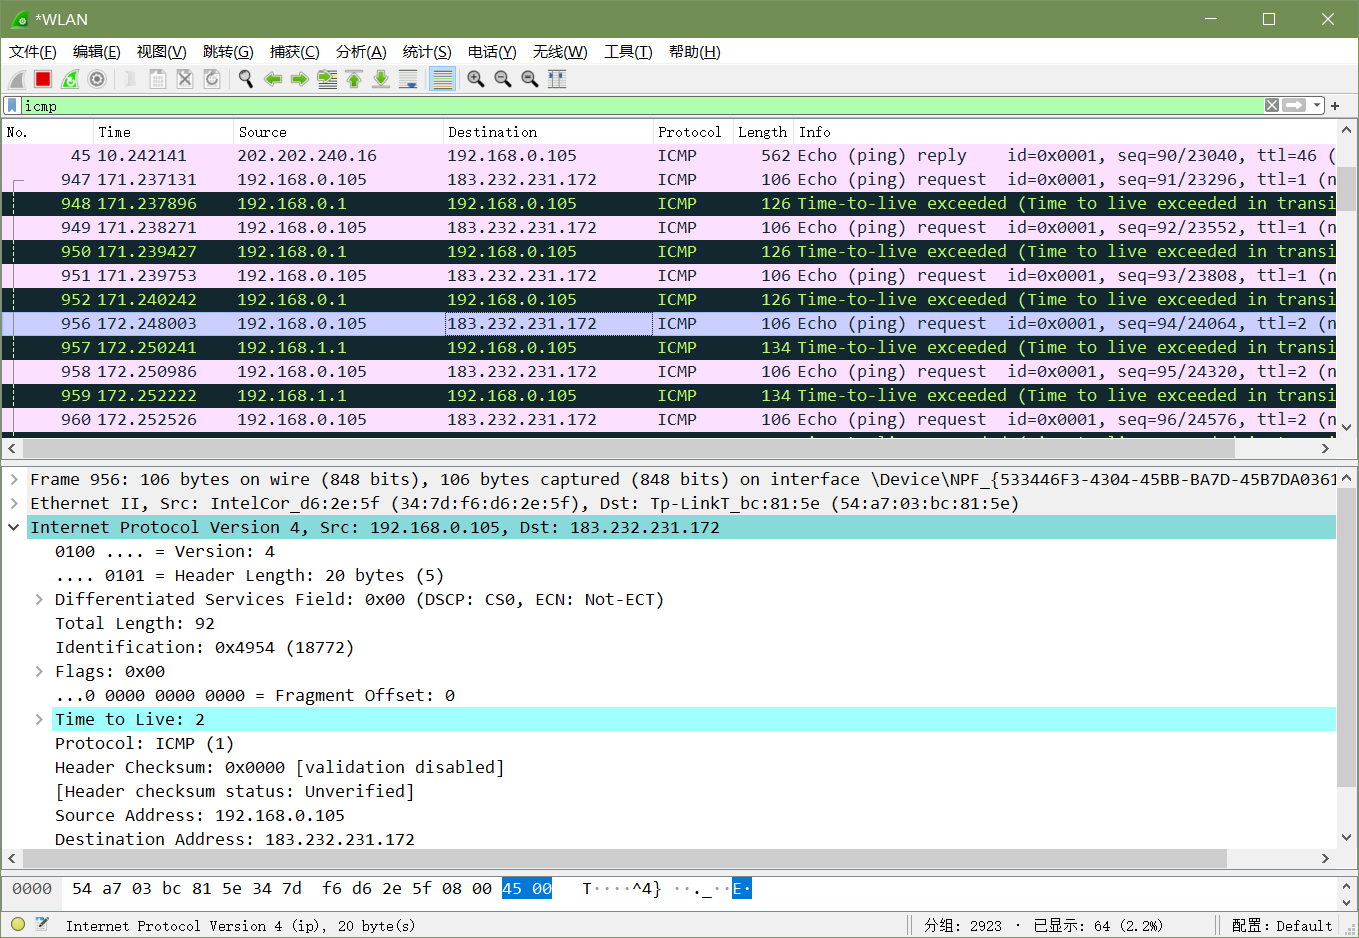 *WLAN
文件(F) 编辑(E) 视图(V) 跳转(G) 捕获(C) 分析(A) 统计(S) 电话(Y) 无线(W) 工具(T) 帮助(H)
icmp
No. Time Source Destination Protocol Length Info
45 10.242141 202.202.240.16 192.168.0.105 ICMP 562 Echo (ping) reply id=0x0001, seq=90/23040, ttl=46 (
947 171.237131 192.168.0.105 183.232.231.172 ICMP 106 Echo (ping) request id=0x0001, seq=91/23296, ttl=1 (n
948 171.237896 192.168.0.1 192.168.0.105 ICMP 126 Time-to-live exceeded (Time to live exceeded in transi
949 171.238271 192.168.0.105 183.232.231.172 ICMP 106 Echo (ping) request id=0x0001, seq=92/23552, ttl=1 (n
950 171.239427 192.168.0.1 192.168.0.105 ICMP 126 Time-to-live exceeded (Time to live exceeded in transi
951 171.239753 192.168.0.105 183.232.231.172 ICMP 106 Echo (ping) request id=0x0001, seq=93/23808, ttl=1 (n
952 171.240242 192.168.0.1 192.168.0.105 ICMP 126 Time-to-live exceeded (Time to live exceeded in transi
956 172.248003 192.168.0.105 183.232.231.172 ICMP 106 Echo (ping) request id=0x0001, seq=94/24064, ttl=2 (n
957 172.250241 192.168.1.1 192.168.0.105 ICMP 134 Time-to-live exceeded (Time to live exceeded in transi
958 172.250986 192.168.0.105 183.232.231.172 ICMP 106 Echo (ping) request id=0x0001, seq=95/24320, ttl=2 (n
959 172.252222 192.168.1.1 192.168.0.105 ICMP 134 Time-to-live exceeded (Time to live exceeded in transi
960 172.252526 192.168.0.105 183.232.231.172 ICMP 106 Echo (ping) request id=0x0001, seq=96/24576, ttl=2 (n
Frame 956: 106 bytes on wire (848 bits), 106 bytes captured (848 bits) on interface \Device\NPF_{533446F3-4304-45BB-BA7D-45B7DA0361
Ethernet II, Src: IntelCor_d6:2e:5f (34:7d:f6:d6:2e:5f), Dst: Tp-LinkT_bc:81:5e (54:a7:03:bc:81:5e)
Internet Protocol Version 4, Src: 192.168.0.105, Dst: 183.232.231.172
0100 .... = Version: 4
.... 0101 = Header Length: 20 bytes (5)
Differentiated Services Field: 0x00 (DSCP: CS0, ECN: Not-ECT)
Total Length: 92
Identification: 0x4954 (18772)
Flags: 0x00
...0 0000 0000 0000 = Fragment Offset: 0
Time to Live: 2
Protocol: ICMP (1)
Header Checksum: 0x0000 [validation disabled]
[Header checksum status: Unverified]
Source Address: 192.168.0.105
Destination Address: 183.232.231.172
0000 54 a7 03 bc 81 5e 34 7d f6 d6 2e 5f 08 00 45 00 T····^4} ··._··E·
Internet Protocol Version 4 (ip), 20 byte(s) 分组: 2923 · 已显示: 64 (2.2%) 配置: Default